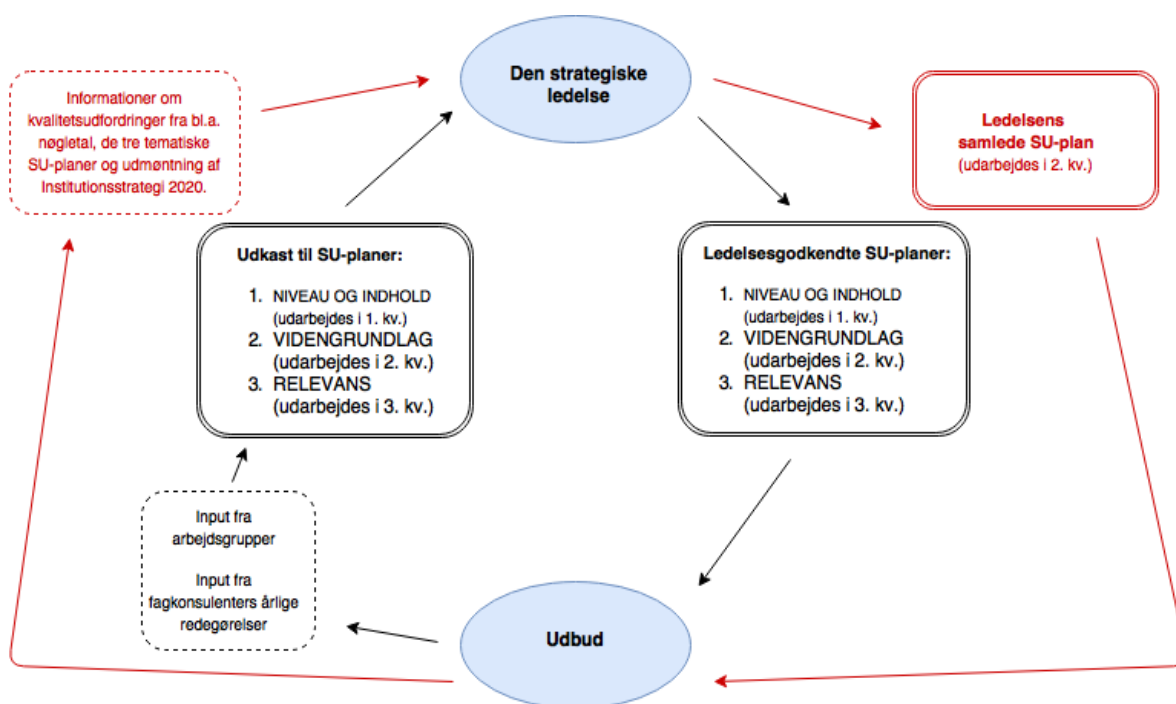 Den strategiske
ledelse
Informationer om
kvalitetsudfordringer fra bl.a.
nøgletal, de tre tematiske
SU-planer og udmøntning af
Institutionsstrategi 2020.
Ledelsens
samlede SU-plan
(udarbejdes i 2. kv.)
Udkast til SU-planer:
1. NIVEAU OG INDHOLD
(udarbejdes i 1. kv.)
2. VIDENGRUNDLAG
(udarbejdes i 2. kv.)
3. RELEVANS
(udarbejdes i 3. kv.)
Ledelsesgodkendte SU-planer:
1. NIVEAU OG INDHOLD
(udarbejdes i 1. kv.)
2. VIDENGRUNDLAG
(udarbejdes i 2. kv.)
3. RELEVANS
(udarbejdes i 3. kv.)
Input fra
arbejdsgrupper
Input fra
fagkonsulenters årlige
redegørelser
Udbud